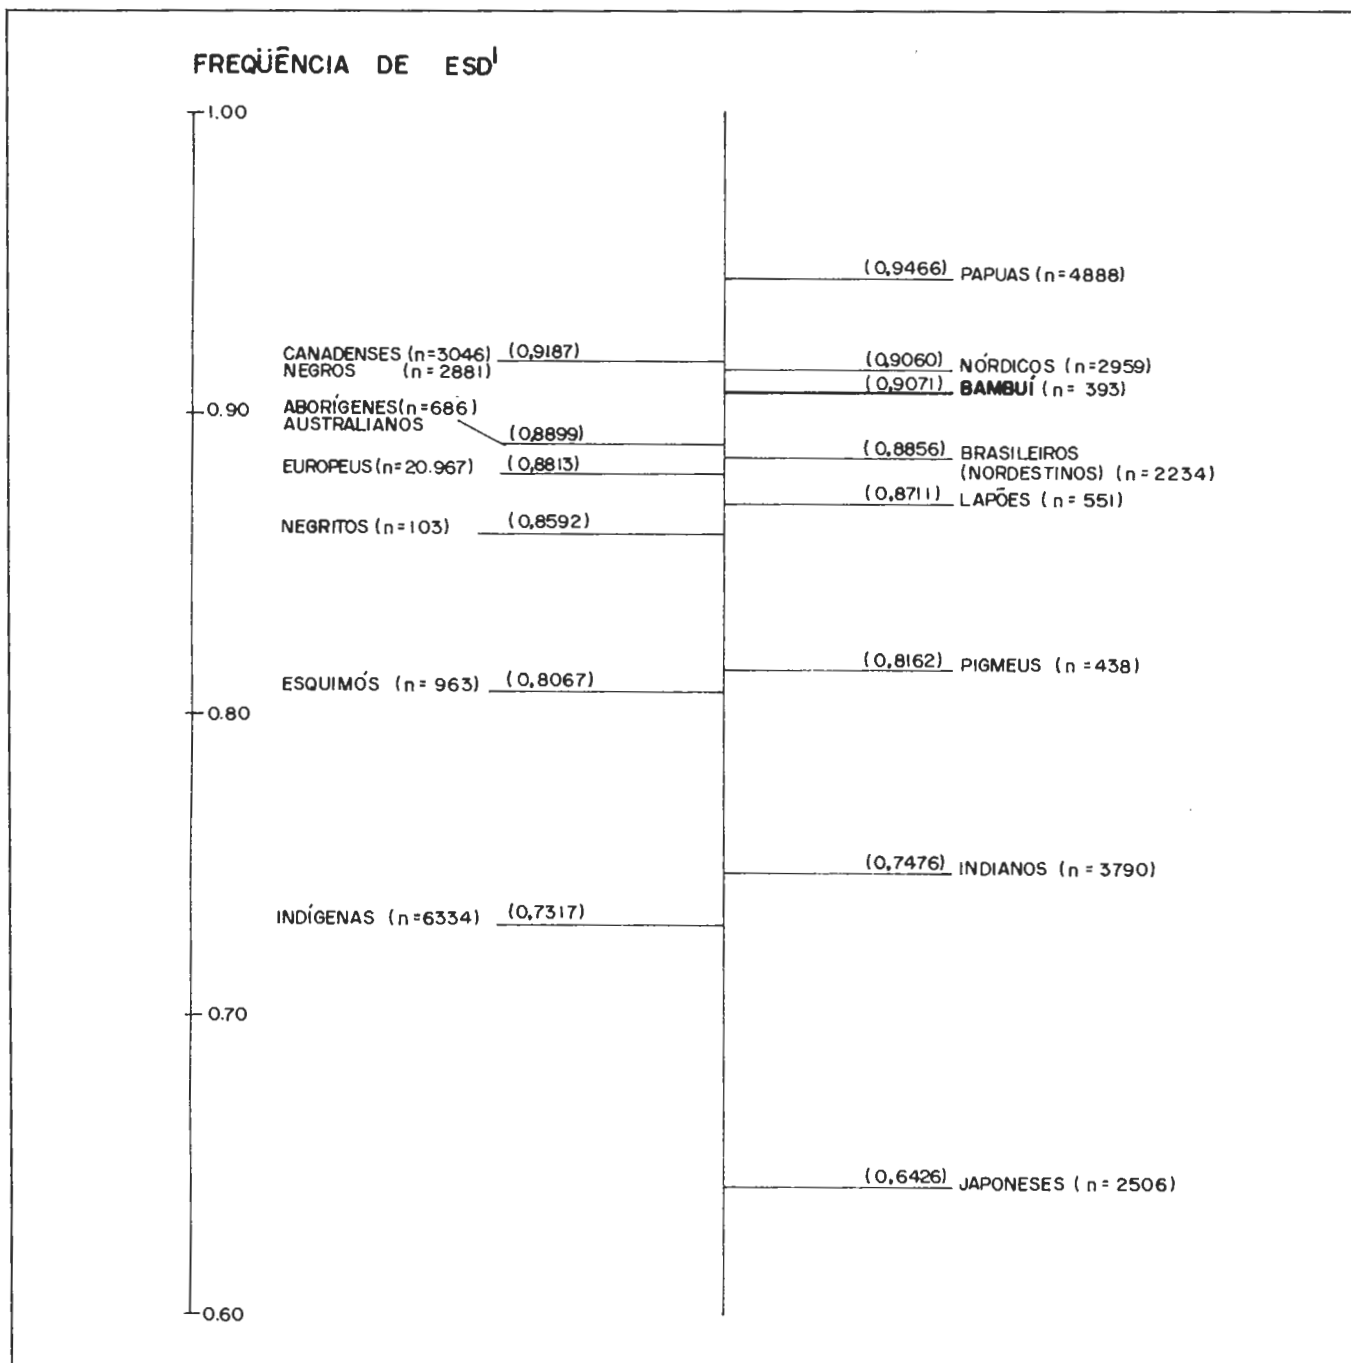 FREQÜÊNCIA DE ESD¹
1.00
(0,9466) PAPUAS (n=4888)
CANADENSES (n=3046) (0,9187)
NEGROS (n=2881)
(0,9060) NÓRDICOS (n=2959)
(0,9071) BAMBUÍ (n= 393)
0.90
ABORÍGENES (n=686)
AUSTRALIANOS
(0,8899)
(0,8856) BRASILEIROS
(NORDESTINOS) (n=2234)
EUROPEUS (n=20.967) (0,8813)
(0,8711) LAPÕES (n= 551)
NEGRITOS (n=103) (0,8592)
(0,8162) PIGMEUS (n=438)
ESQUIMÓS (n= 963) (0,8067)
0.80
(0,7476) INDIANOS (n= 3790)
INDÍGENAS (n=6334) (0,7317)
0.70
(0,6426) JAPONESES (n= 2506)
0.60